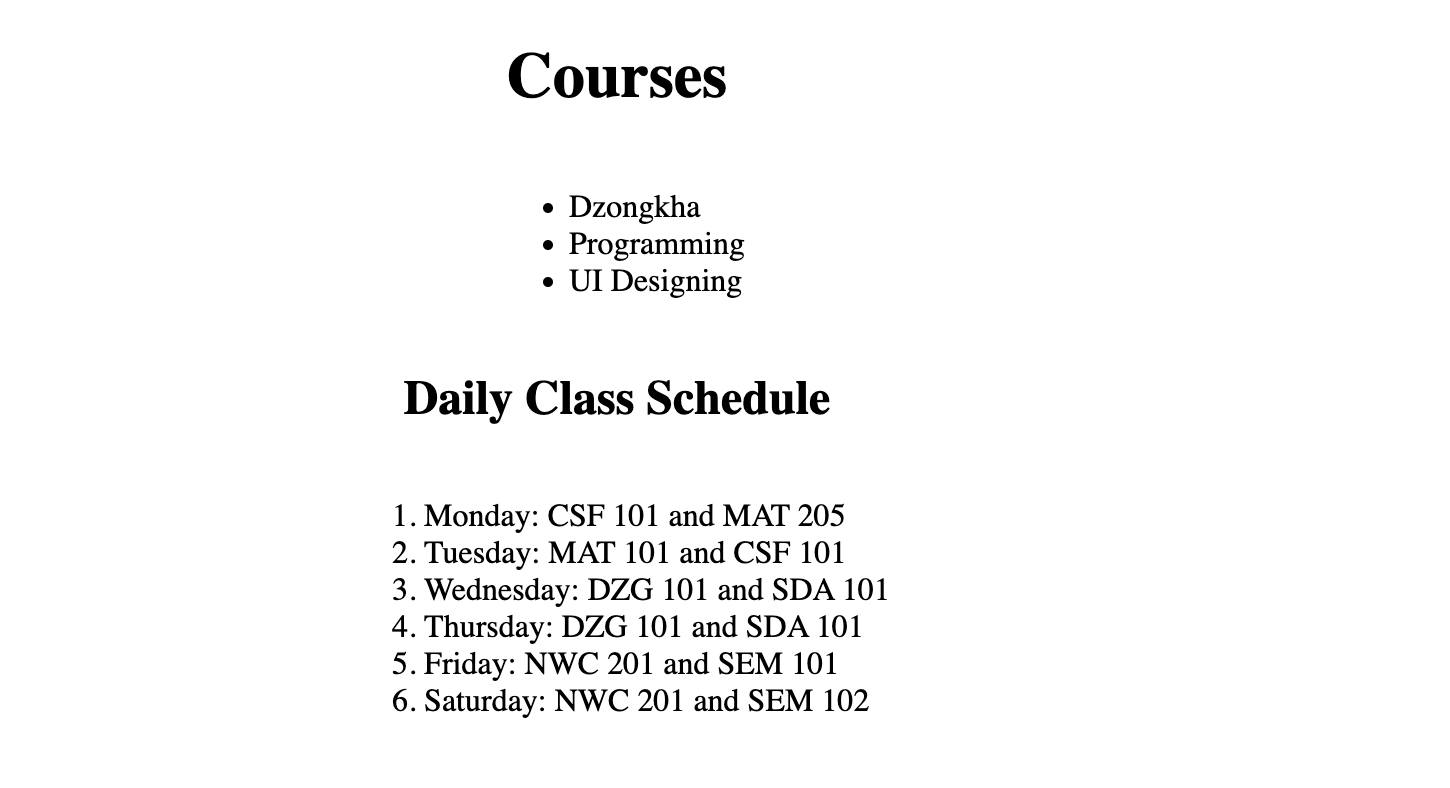 Courses
• Dzongkha
• Programming
• UI Designing
Daily Class Schedule
1. Monday: CSF 101 and MAT 205
2. Tuesday: MAT 101 and CSF 101
3. Wednesday: DZG 101 and SDA 101
4. Thursday: DZG 101 and SDA 101
5. Friday: NWC 201 and SEM 101
6. Saturday: NWC 201 and SEM 102